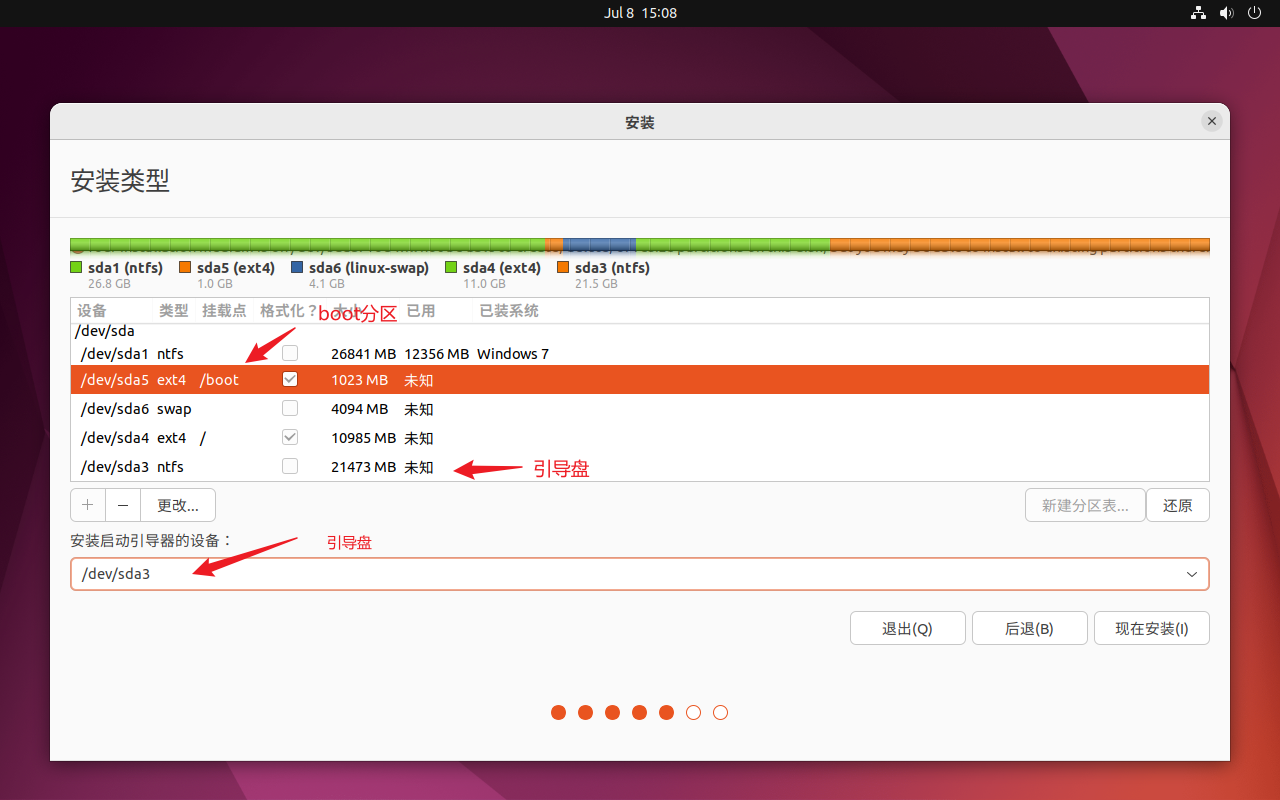 Jul 8 15:08
安装
安装类型
sda1 (ntfs) sda5 (ext4) sda6 (linux-swap) sda4 (ext4) sda3 (ntfs)
26.8 GB 1.0 GB 4.1 GB 11.0 GB 21.5 GB
设备 类型 挂载点 格式化？ 大小 已用 已装系统
boot分区
/dev/sda
/dev/sda1 ntfs 26841 MB 12356 MB Windows 7
/dev/sda5 ext4 /boot 1023 MB 未知
/dev/sda6 swap 4094 MB 未知
/dev/sda4 ext4 / 10985 MB 未知
/dev/sda3 ntfs 21473 MB 未知
引导盘
+ − 更改... 新建分区表... 还原
安装启动引导器的设备：
引导盘
/dev/sda3
退出(Q) 后退(B) 现在安装(I)